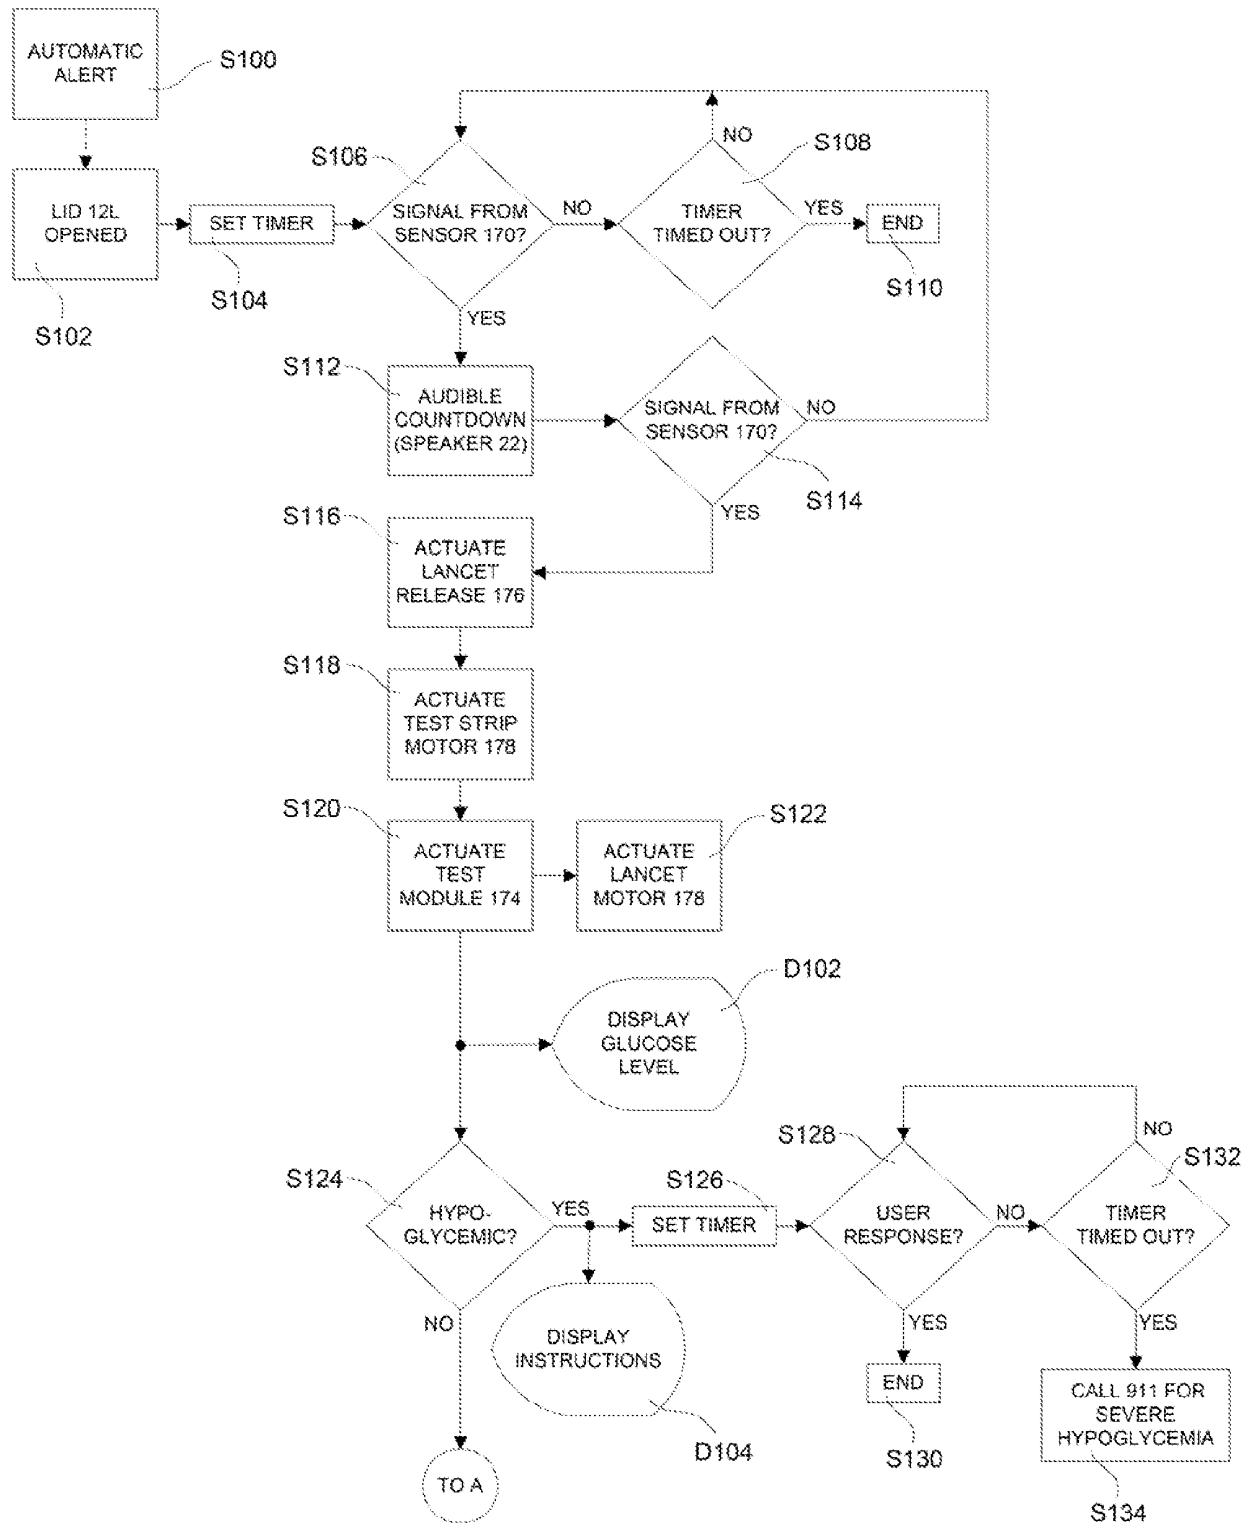 AUTOMATIC
ALERT
S100
LID 12L
OPENED
S102
SET TIMER
S104
S106
SIGNAL FROM
SENSOR 170?
NO
YES
S108
NO
TIMER
TIMED OUT?
YES
END
S110
S112
AUDIBLE
COUNTDOWN
(SPEAKER 22)
SIGNAL FROM
SENSOR 170?
NO
S114
YES
S116
ACTUATE
LANCET
RELEASE 176
S118
ACTUATE
TEST STRIP
MOTOR 178
S120
ACTUATE
TEST
MODULE 174
S122
ACTUATE
LANCET
MOTOR 178
D102
DISPLAY
GLUCOSE
LEVEL
S124
HYPO-
GLYCEMIC?
YES
NO
S126
SET TIMER
S128
USER
RESPONSE?
NO
YES
S132
NO
TIMER
TIMED OUT?
YES
DISPLAY
INSTRUCTIONS
D104
END
S130
CALL 911 FOR
SEVERE
HYPOGLYCEMIA
S134
TO A